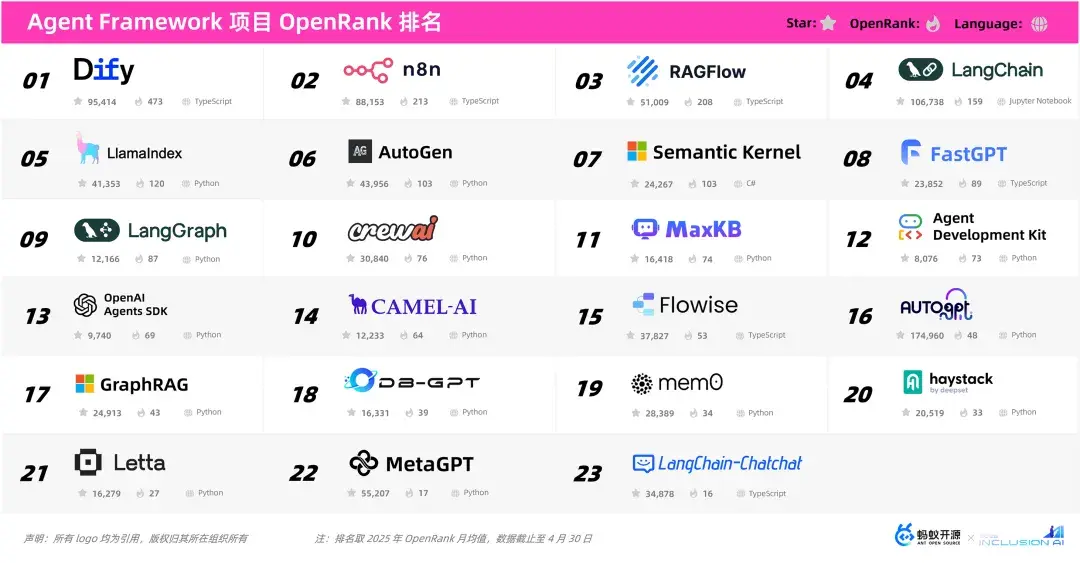 Agent Framework 项目 OpenRank 排名
Star: OpenRank: Language:
01 Dify
95,414 473 TypeScript
02 n8n
88,153 213 TypeScript
03 RAGFlow
51,009 208 TypeScript
04 LangChain
106,738 159 Jupyter Notebook
05 LlamaIndex
41,353 120 Python
06 AG AutoGen
43,956 103 Python
07 Semantic Kernel
24,267 103 C#
08 FastGPT
23,852 89 TypeScript
09 LangGraph
12,166 87 Python
10 crewai
30,840 76 Python
11 MaxKB
16,418 74 Python
12 Agent
Development Kit
8,076 73 Python
13 OpenAI
Agents SDK
9,740 69 Python
14 CAMEL-AI
12,233 64 Python
15 Flowise
37,827 53 TypeScript
16 AUTOgpt
174,960 48 Python
17 GraphRAG
24,913 43 Python
18 DB-GPT
16,331 39 Python
19 mem0
28,389 34 Python
20 haystack
by deepset
20,519 33 Python
21 Letta
16,279 27 Python
22 MetaGPT
55,207 17 Python
23 LangChain-Chatchat
34,878 16 TypeScript
声明：所有 logo 均为引用，版权归其所在组织所有
注：排名取 2025 年 OpenRank 月均值，数据截止至 4 月 30 日
蚂蚁开源
ANT OPEN SOURCE
×
INCLUSION AI